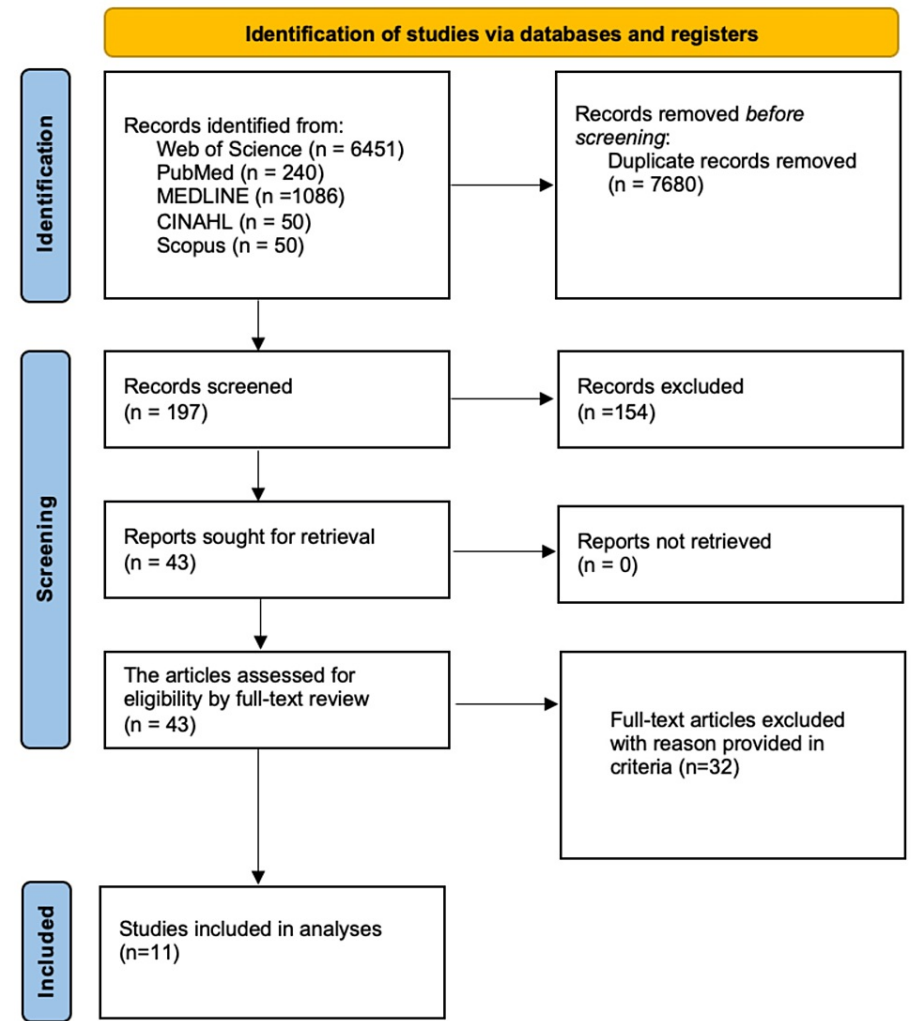 Identification of studies via databases and registers
Identification
Records identified from:
Web of Science (n = 6451)
PubMed (n = 240)
MEDLINE (n =1086)
CINAHL (n = 50)
Scopus (n = 50)
Records removed before
screening:
Duplicate records removed
(n = 7680)
Screening
Records screened
(n = 197)
Records excluded
(n =154)
Reports sought for retrieval
(n = 43)
Reports not retrieved
(n = 0)
The articles assessed for
eligibility by full-text review
(n = 43)
Full-text articles excluded
with reason provided in
criteria (n=32)
Included
Studies included in analyses
(n=11)